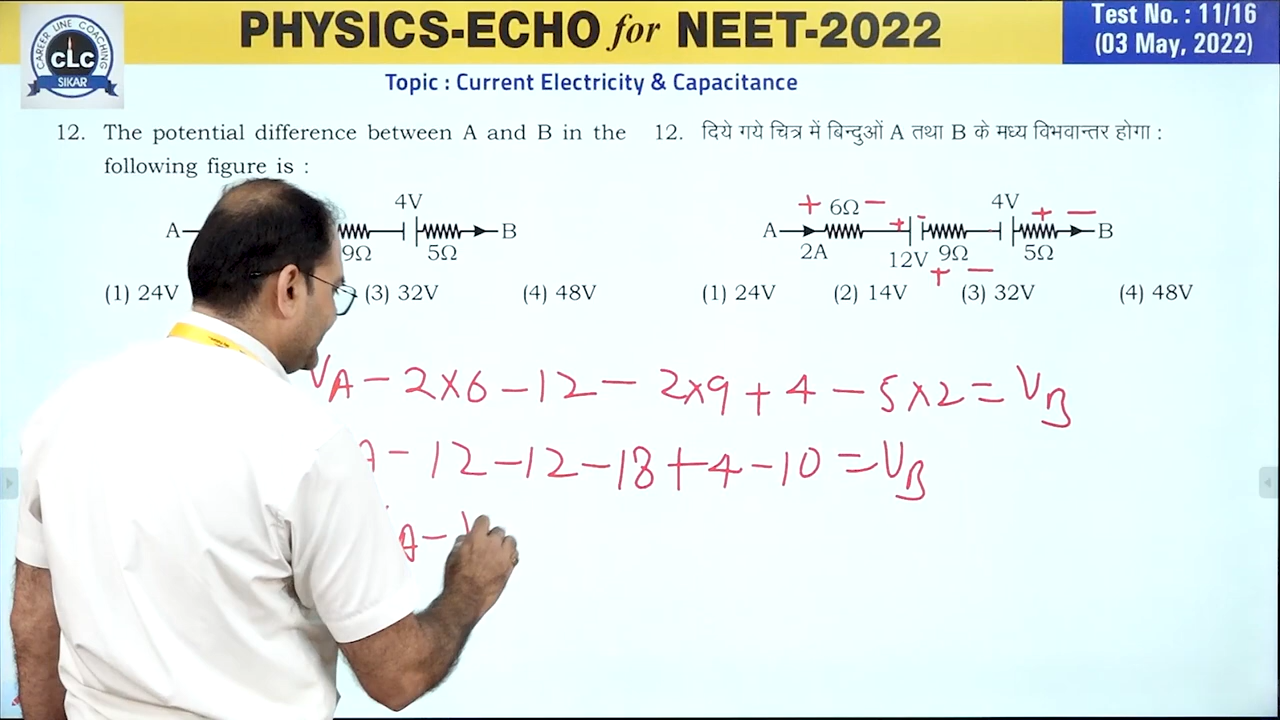 PHYSICS-ECHO for NEET-2022
Test No. : 11/16
(03 May, 2022)
CAREER LINE COACHING
CLC
SIKAR
Topic : Current Electricity & Capacitance
12. The potential difference between A and B in the
following figure is :
4V
A
B
9Ω
5Ω
(1) 24V
(3) 32V
(4) 48V
12. दिये गये चित्र में बिन्दुओं A तथा B के मध्य विभवान्तर होगा :
+ 6Ω −
4V
+ −
A
+ -
B
2A
12V
9Ω
5Ω
+ −
(1) 24V
(2) 14V
(3) 32V
(4) 48V
VA − 2×6 − 12 − 2×9 + 4 − 5×2 = VB
A − 12 − 12 − 18 + 4 − 10 = VB
A −